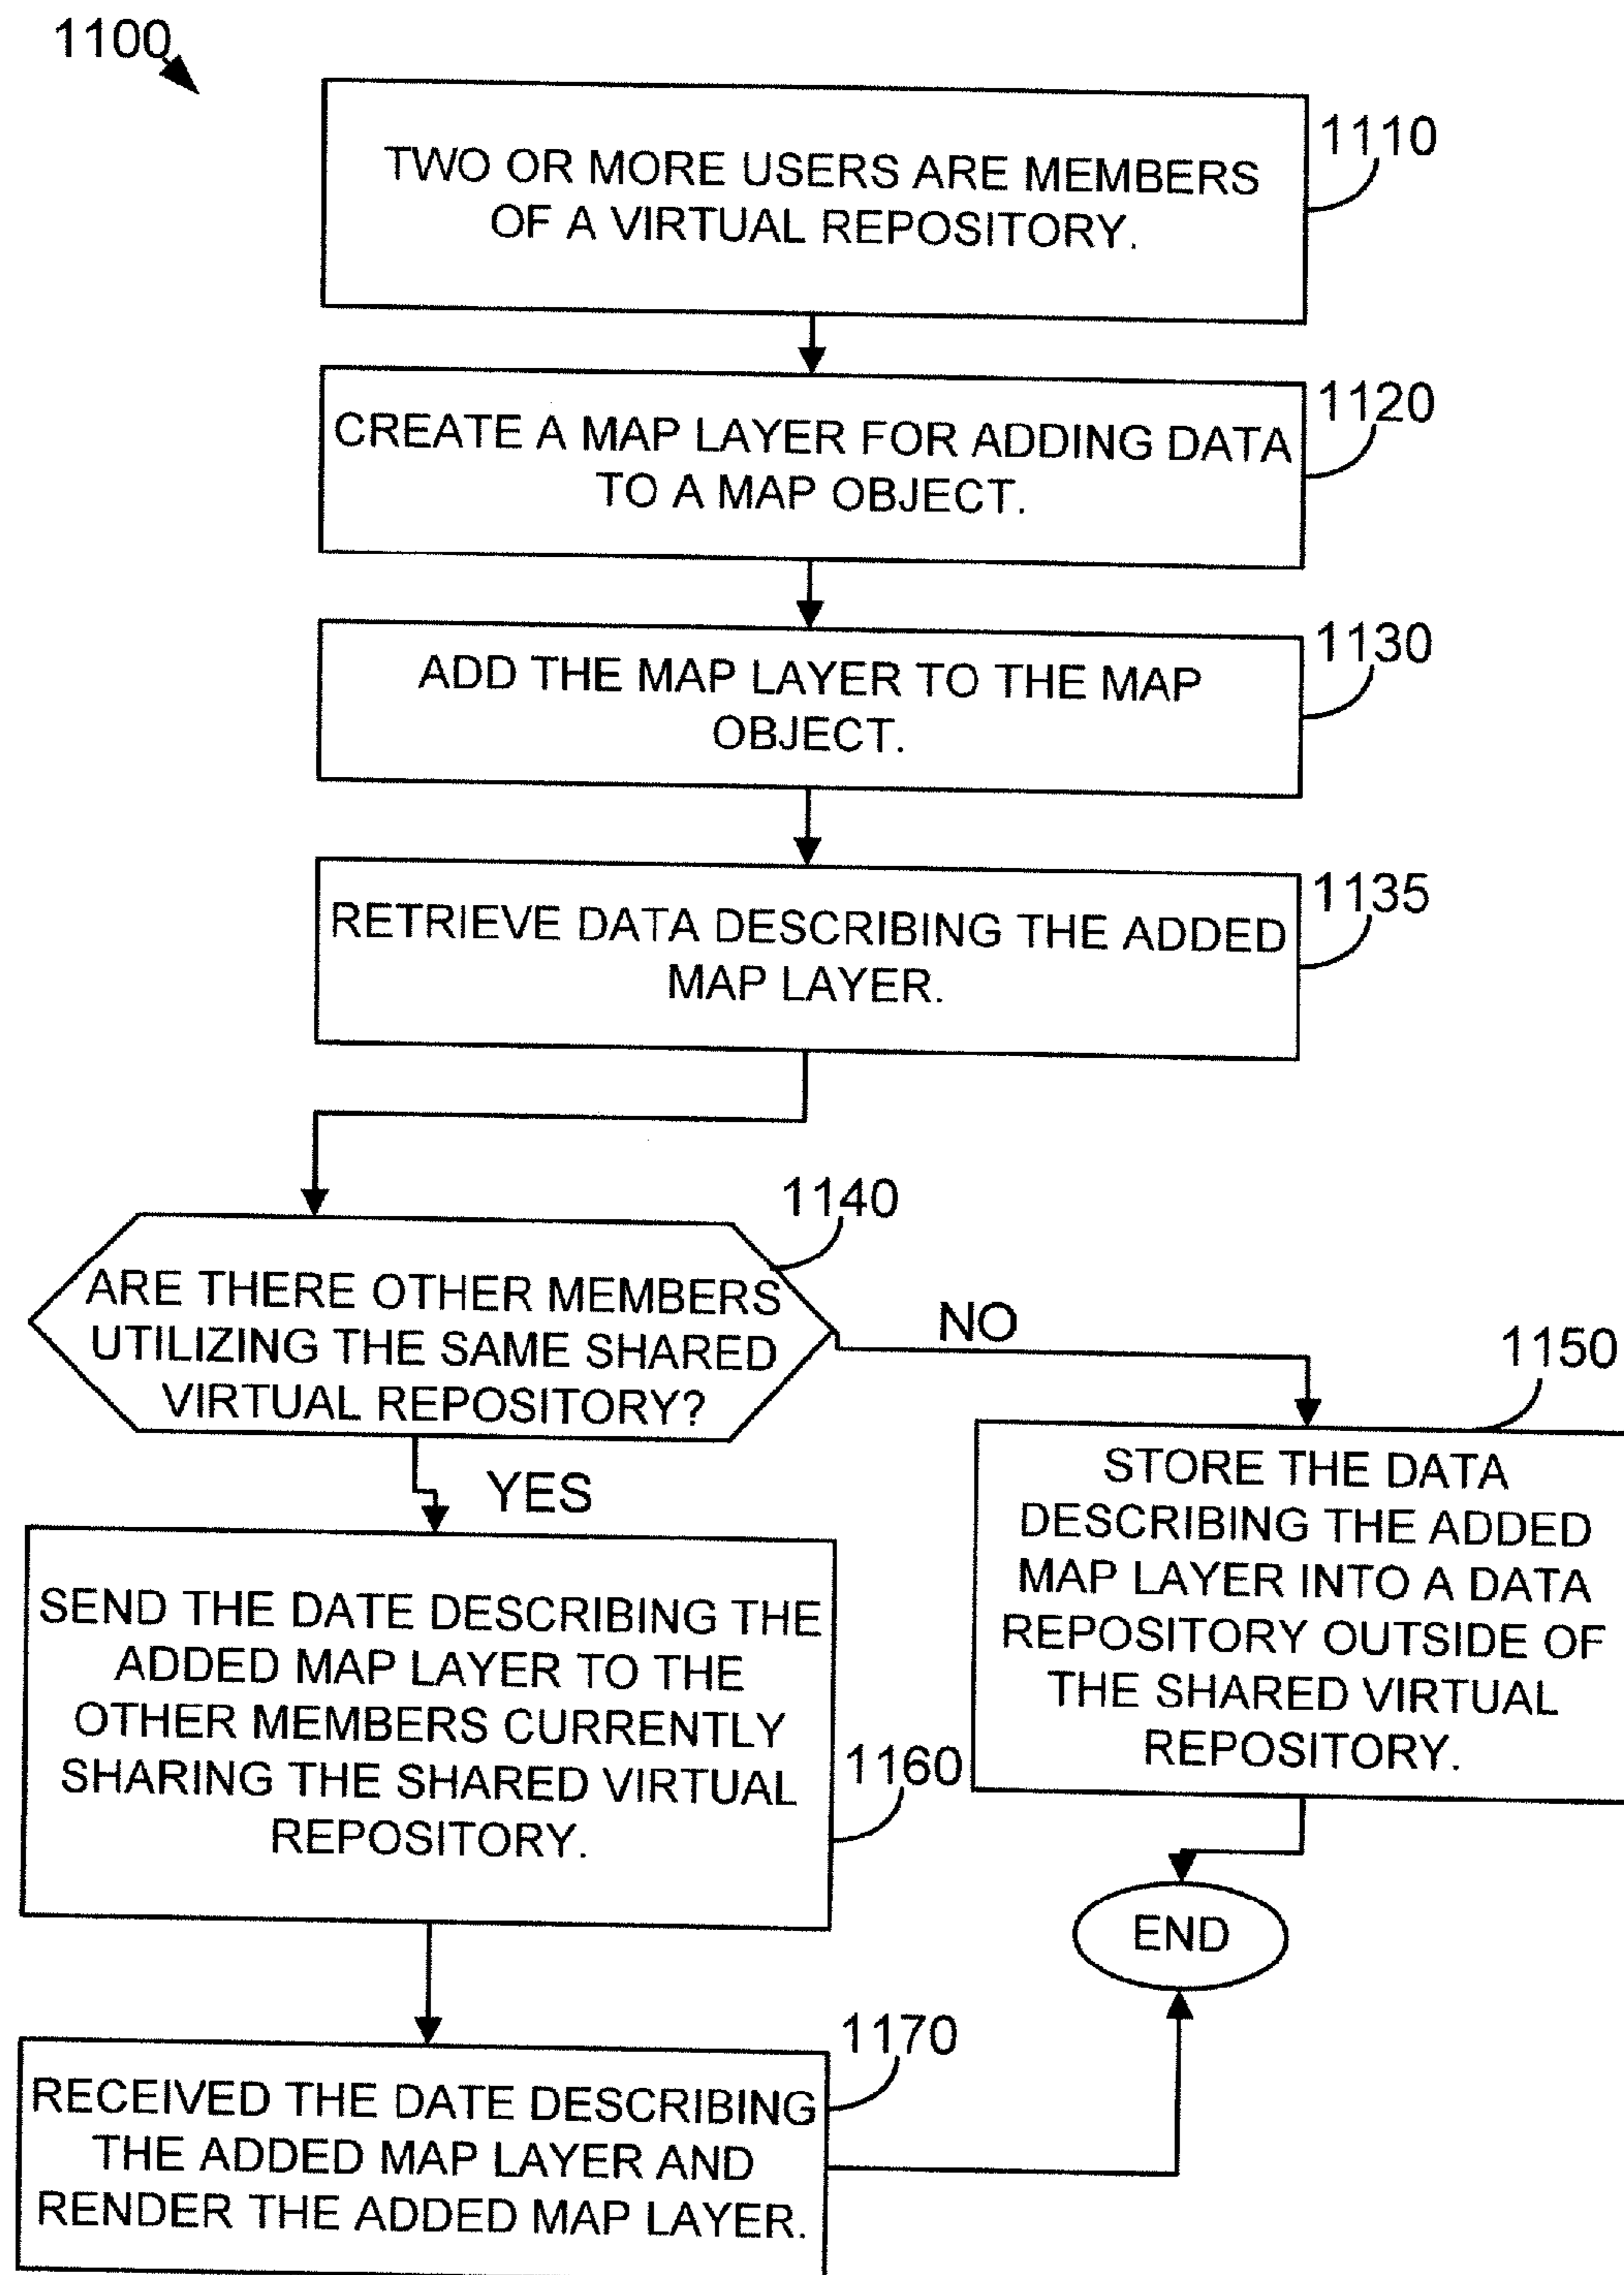 1100
TWO OR MORE USERS ARE MEMBERS
OF A VIRTUAL REPOSITORY.
1110
CREATE A MAP LAYER FOR ADDING DATA
TO A MAP OBJECT.
1120
ADD THE MAP LAYER TO THE MAP
OBJECT.
1130
RETRIEVE DATA DESCRIBING THE ADDED
MAP LAYER.
1135
1140
ARE THERE OTHER MEMBERS
UTILIZING THE SAME SHARED
VIRTUAL REPOSITORY?
NO
YES
1150
STORE THE DATA
DESCRIBING THE ADDED
MAP LAYER INTO A DATA
REPOSITORY OUTSIDE OF
THE SHARED VIRTUAL
REPOSITORY.
SEND THE DATE DESCRIBING THE
ADDED MAP LAYER TO THE
OTHER MEMBERS CURRENTLY
SHARING THE SHARED VIRTUAL
REPOSITORY.
1160
END
1170
RECEIVED THE DATE DESCRIBING
THE ADDED MAP LAYER AND
RENDER THE ADDED MAP LAYER.